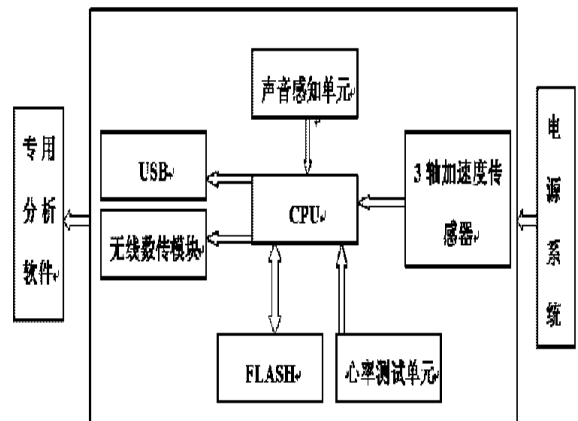 声音感知单元
专用
分析
软件
USB
无线数传模块
CPU
3 轴加速度传
感器
电
源
系
统
FLASH
心率测试单元